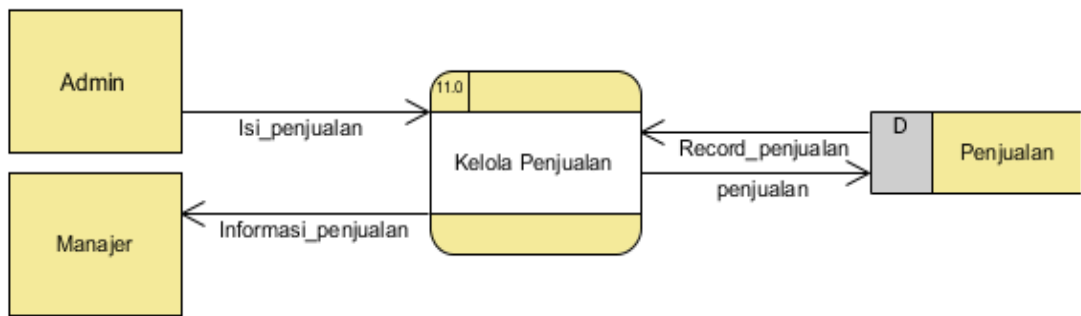 Admin
Isi_penjualan
Manajer
Informasi_penjualan
11.0
Kelola Penjualan
Record_penjualan
penjualan
D
Penjualan